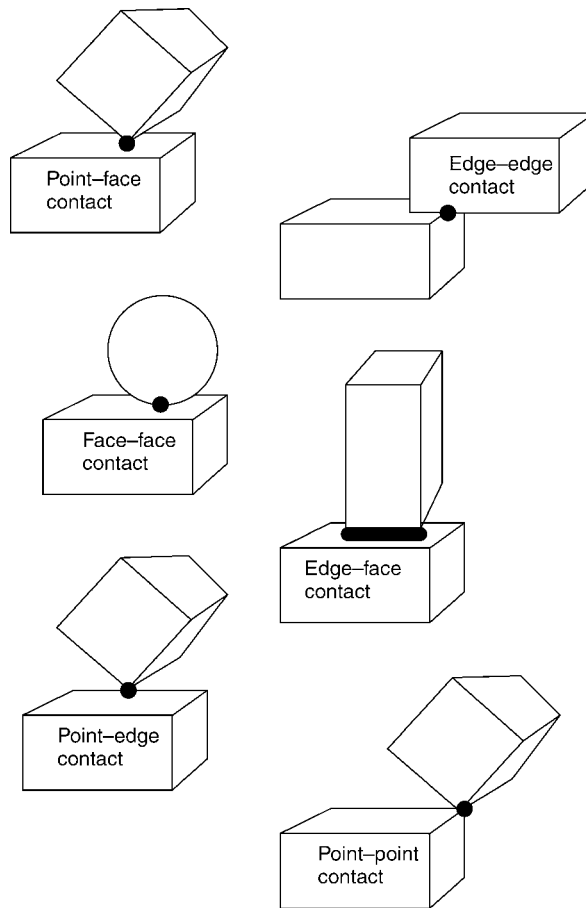 Point–face
contact
Edge–edge
contact
Face–face
contact
Edge–face
contact
Point–edge
contact
Point–point
contact